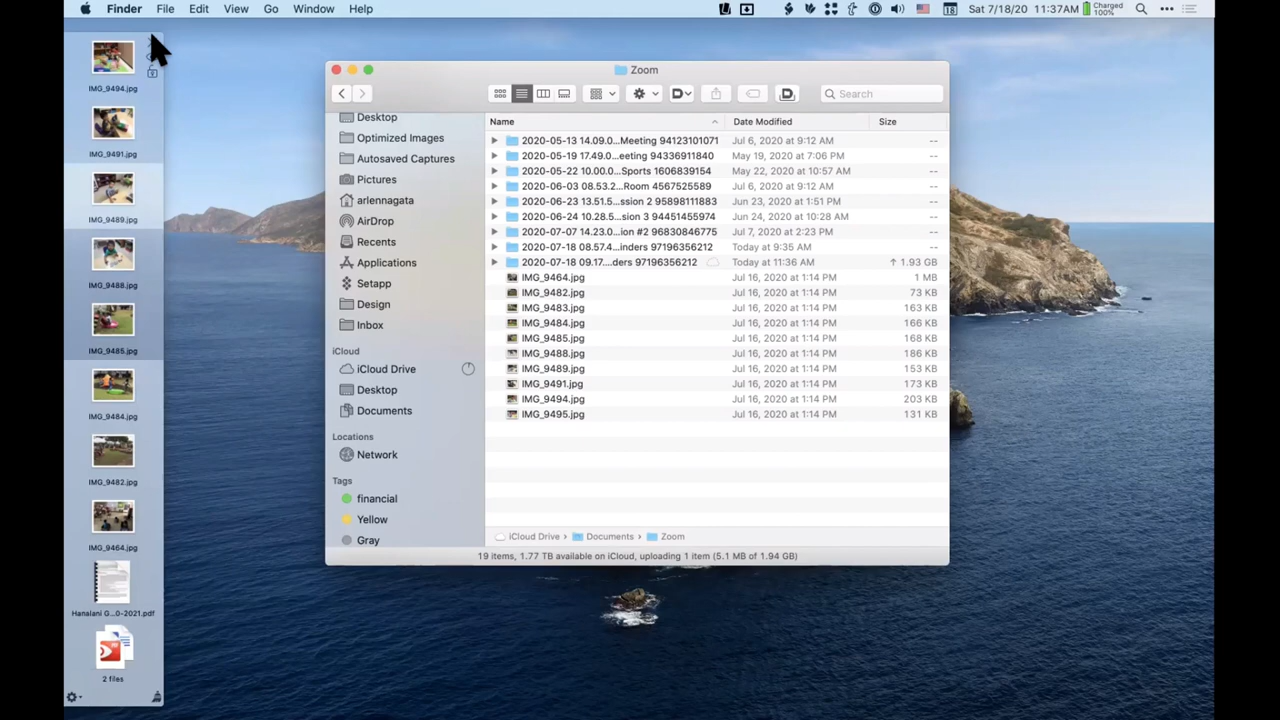 Finder File Edit View Go Window Help
18 Sat 7/18/20 11:37AM Charged 100%
IMG_9494.jpg
IMG_9491.jpg
IMG_9489.jpg
IMG_9488.jpg
IMG_9485.jpg
IMG_9484.jpg
IMG_9482.jpg
IMG_9464.jpg
Hanalani G...0-2021.pdf
2 files
Zoom
Search
Desktop
Optimized Images
Autosaved Captures
Pictures
arlennagata
AirDrop
Recents
Applications
Setapp
Design
Inbox
iCloud
iCloud Drive
Desktop
Documents
Locations
Network
Tags
financial
Yellow
Gray
Name Date Modified Size
2020-05-13 14.09.0...Meeting 94123101071 Jul 6, 2020 at 9:12 AM --
2020-05-19 17.49.0...eeting 94336911840 May 19, 2020 at 7:06 PM --
2020-05-22 10.00.0...Sports 1606839154 May 22, 2020 at 10:57 AM --
2020-06-03 08.53.2...Room 4567525589 Jul 6, 2020 at 9:12 AM --
2020-06-23 13.51.5...ssion 2 95898111883 Jun 23, 2020 at 1:51 PM --
2020-06-24 10.28.5...sion 3 94451455974 Jun 24, 2020 at 10:28 AM --
2020-07-07 14.23.0...ion #2 96830846775 Jul 7, 2020 at 2:23 PM --
2020-07-18 08.57.4...inders 97196356212 Today at 9:35 AM --
2020-07-18 09.17....ders 97196356212 Today at 11:36 AM ↑ 1.93 GB
IMG_9464.jpg Jul 16, 2020 at 1:14 PM 1 MB
IMG_9482.jpg Jul 16, 2020 at 1:14 PM 73 KB
IMG_9483.jpg Jul 16, 2020 at 1:14 PM 163 KB
IMG_9484.jpg Jul 16, 2020 at 1:14 PM 166 KB
IMG_9485.jpg Jul 16, 2020 at 1:14 PM 168 KB
IMG_9488.jpg Jul 16, 2020 at 1:14 PM 186 KB
IMG_9489.jpg Jul 16, 2020 at 1:14 PM 153 KB
IMG_9491.jpg Jul 16, 2020 at 1:14 PM 173 KB
IMG_9494.jpg Jul 16, 2020 at 1:14 PM 203 KB
IMG_9495.jpg Jul 16, 2020 at 1:14 PM 131 KB
iCloud Drive › Documents › Zoom
19 items, 1.77 TB available on iCloud, uploading 1 item (5.1 MB of 1.94 GB)